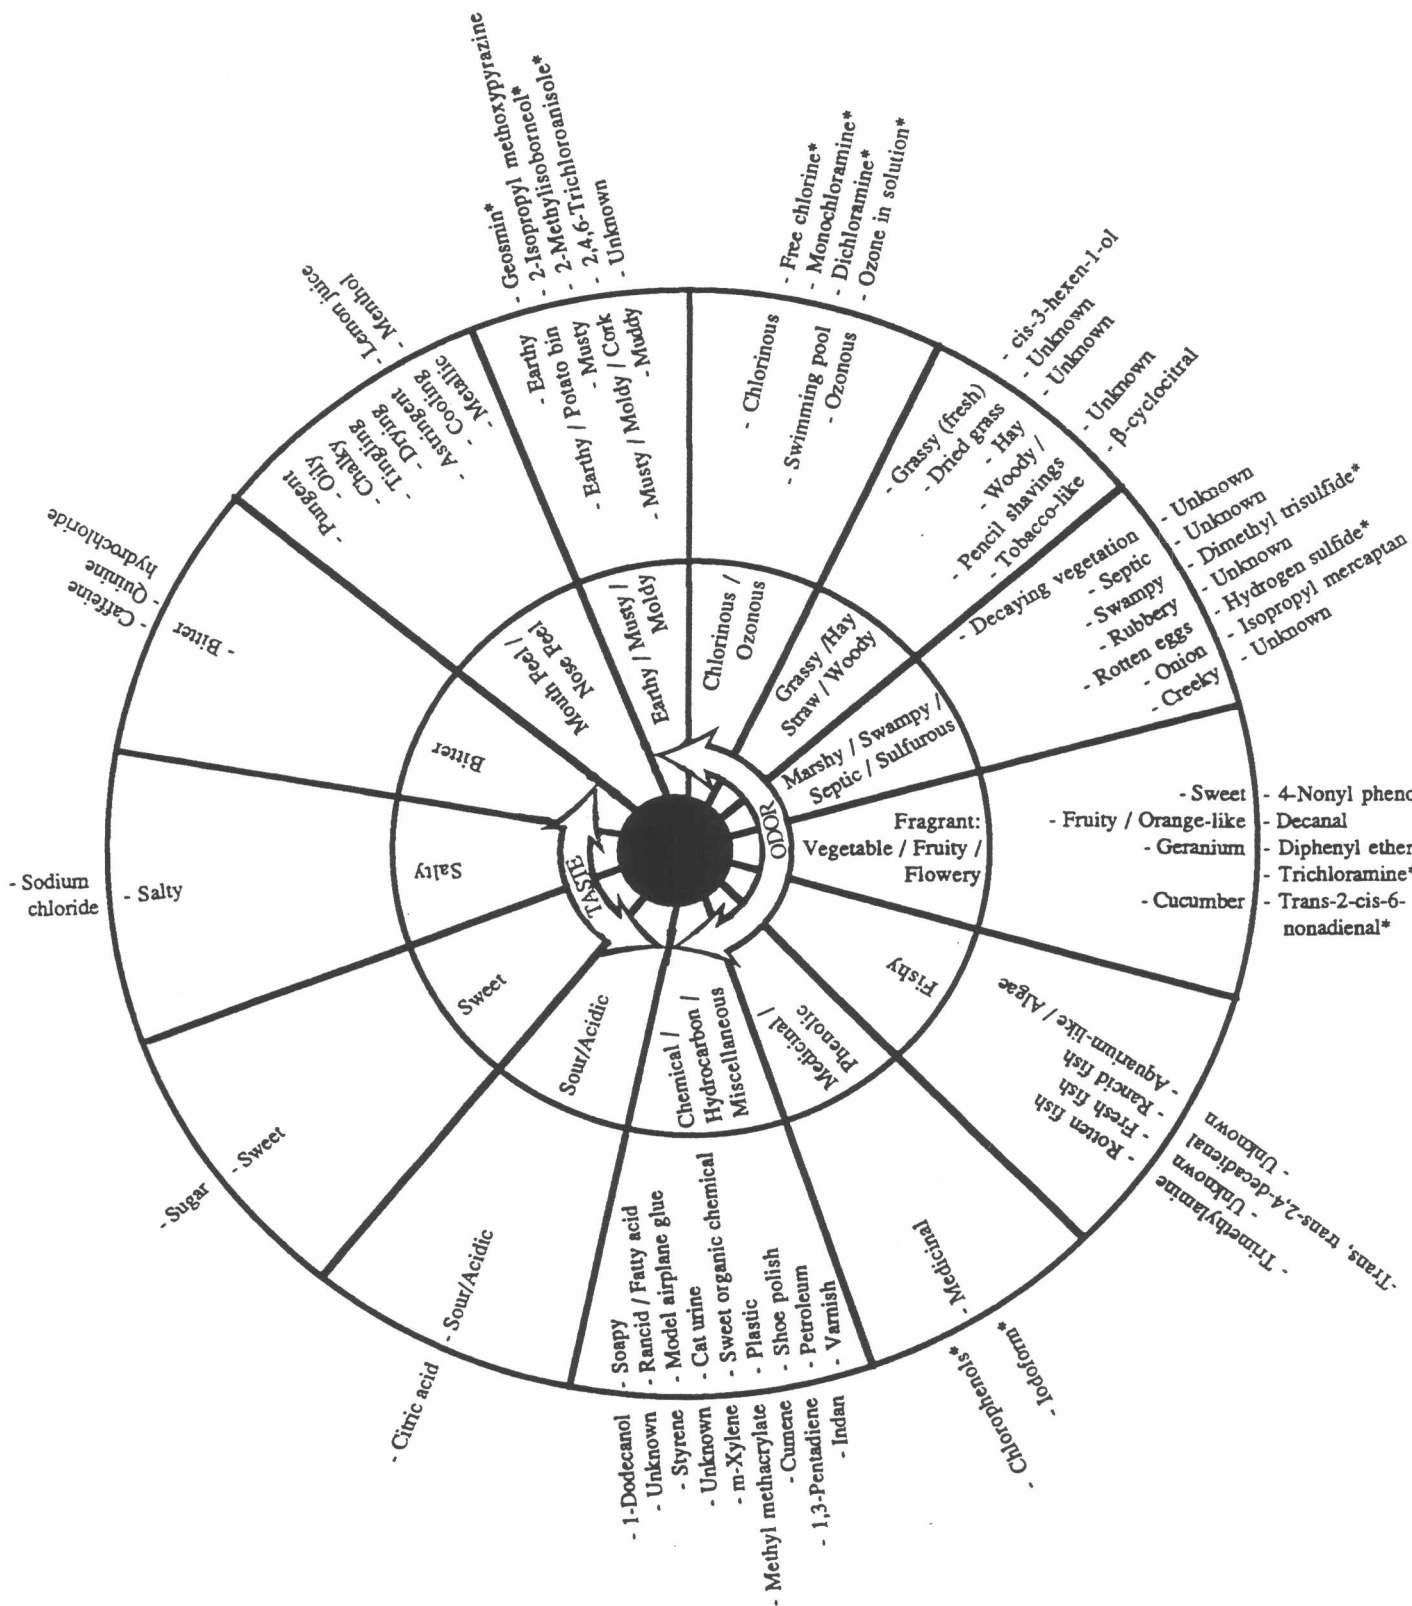 ODOR
TASTE
Earthy / Musty /
Moldy
- Earthy
- Earthy / Potato bin
- Musty
- Musty / Moldy / Cork
- Muddy
- Geosmin*
- 2-Isopropyl methoxypyrazine
- 2-Methylisoborneol*
- 2,4,6-Trichloroanisole*
- Unknown
Chlorinous /
Ozonous
- Chlorinous
- Swimming pool
- Ozonous
- Free chlorine*
- Monochloramine*
- Dichloramine*
- Ozone in solution*
Grassy /Hay
Straw / Woody
- Grassy (fresh)
- Dried grass
- Hay
Woody /
- Pencil shavings
- Tobacco-like
- cis-3-hexen-1-ol
- Unknown
- Unknown
- Unknown
- β-cyclocitral
Marshy / Swampy /
Septic / Sulfurous
- Decaying vegetation
- Septic
- Swampy
- Rubbery
- Rotten eggs
- Onion
- Creeky
- Unknown
- Unknown
- Dimethyl trisulfide*
- Unknown
- Hydrogen sulfide*
- Isopropyl mercaptan
- Unknown
Fragrant:
Vegetable / Fruity /
Flowery
- Sweet
- Fruity / Orange-like
- Geranium
- Cucumber
- 4-Nonyl pheno
- Decanal
- Diphenyl ether
- Trichloramine*
- Trans-2-cis-6-
nonadienal*
Fishy
- Aquarium-like / Algae
- Rancid fish
- Fresh fish
- Rotten fish
- Unknown
-Trans, trans-2,4-decadienal
- Unknown
- Trimethylamine
Medicinal /
Phenolic
- Medicinal
- Iodoform*
- Chlorophenols*
Chemical /
Hydrocarbon /
Miscellaneous
- Soapy
- Rancid / Fatty acid
- Model airplane glue
- Cat urine
- Sweet organic chemical
- Plastic
- Shoe polish
- Petroleum
- Varnish
- 1-Dodecanol
- Unknown
- Styrene
- Unknown
- m-Xylene
- Methyl methacrylate
- Cumene
- 1,3-Pentadiene
- Indan
Sour/Acidic
- Sour/Acidic
- Citric acid
Sweet
- Sweet
- Sugar
Salty
- Salty
- Sodium
chloride
Bitter
- Bitter
- Caffeine
- Quinine
hydrochloride
Mouth Feel /
Nose Feel
- Pungent
- Oily
- Chalky
- Tingling
- Drying
- Astringent
- Cooling
- Metallic
- Lemon juice
- Menthol